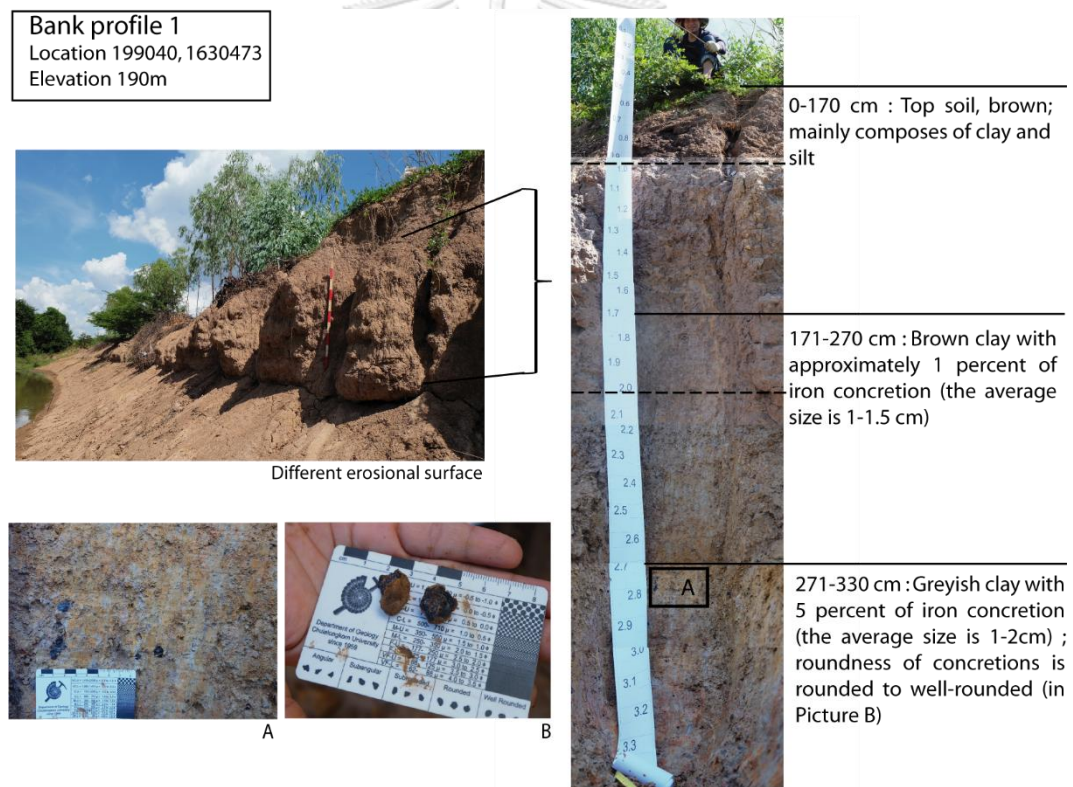 Bank profile 1
Location 199040, 1630473
Elevation 190m
Different erosional surface
0-170 cm : Top soil, brown;
mainly composes of clay and
silt
171-270 cm : Brown clay with
approximately 1 percent of
iron concretion (the average
size is 1-1.5 cm)
271-330 cm : Greyish clay with
5 percent of iron concretion
(the average size is 1-2cm) ;
roundness of concretions is
rounded to well-rounded (in
Picture B)
1.1
1.2
1.3
1.4
1.5
1.6
1.7
1.8
1.9
2.0
2.1
2.2
2.3
2.4
2.5
2.6
2.7
2.8
2.9
3.0
3.1
3.2
3.3
A
A
B
cm
Department of Geology
Chulalongkorn University
since 1958
Angular
Subangular
Rounded
Well Rounded